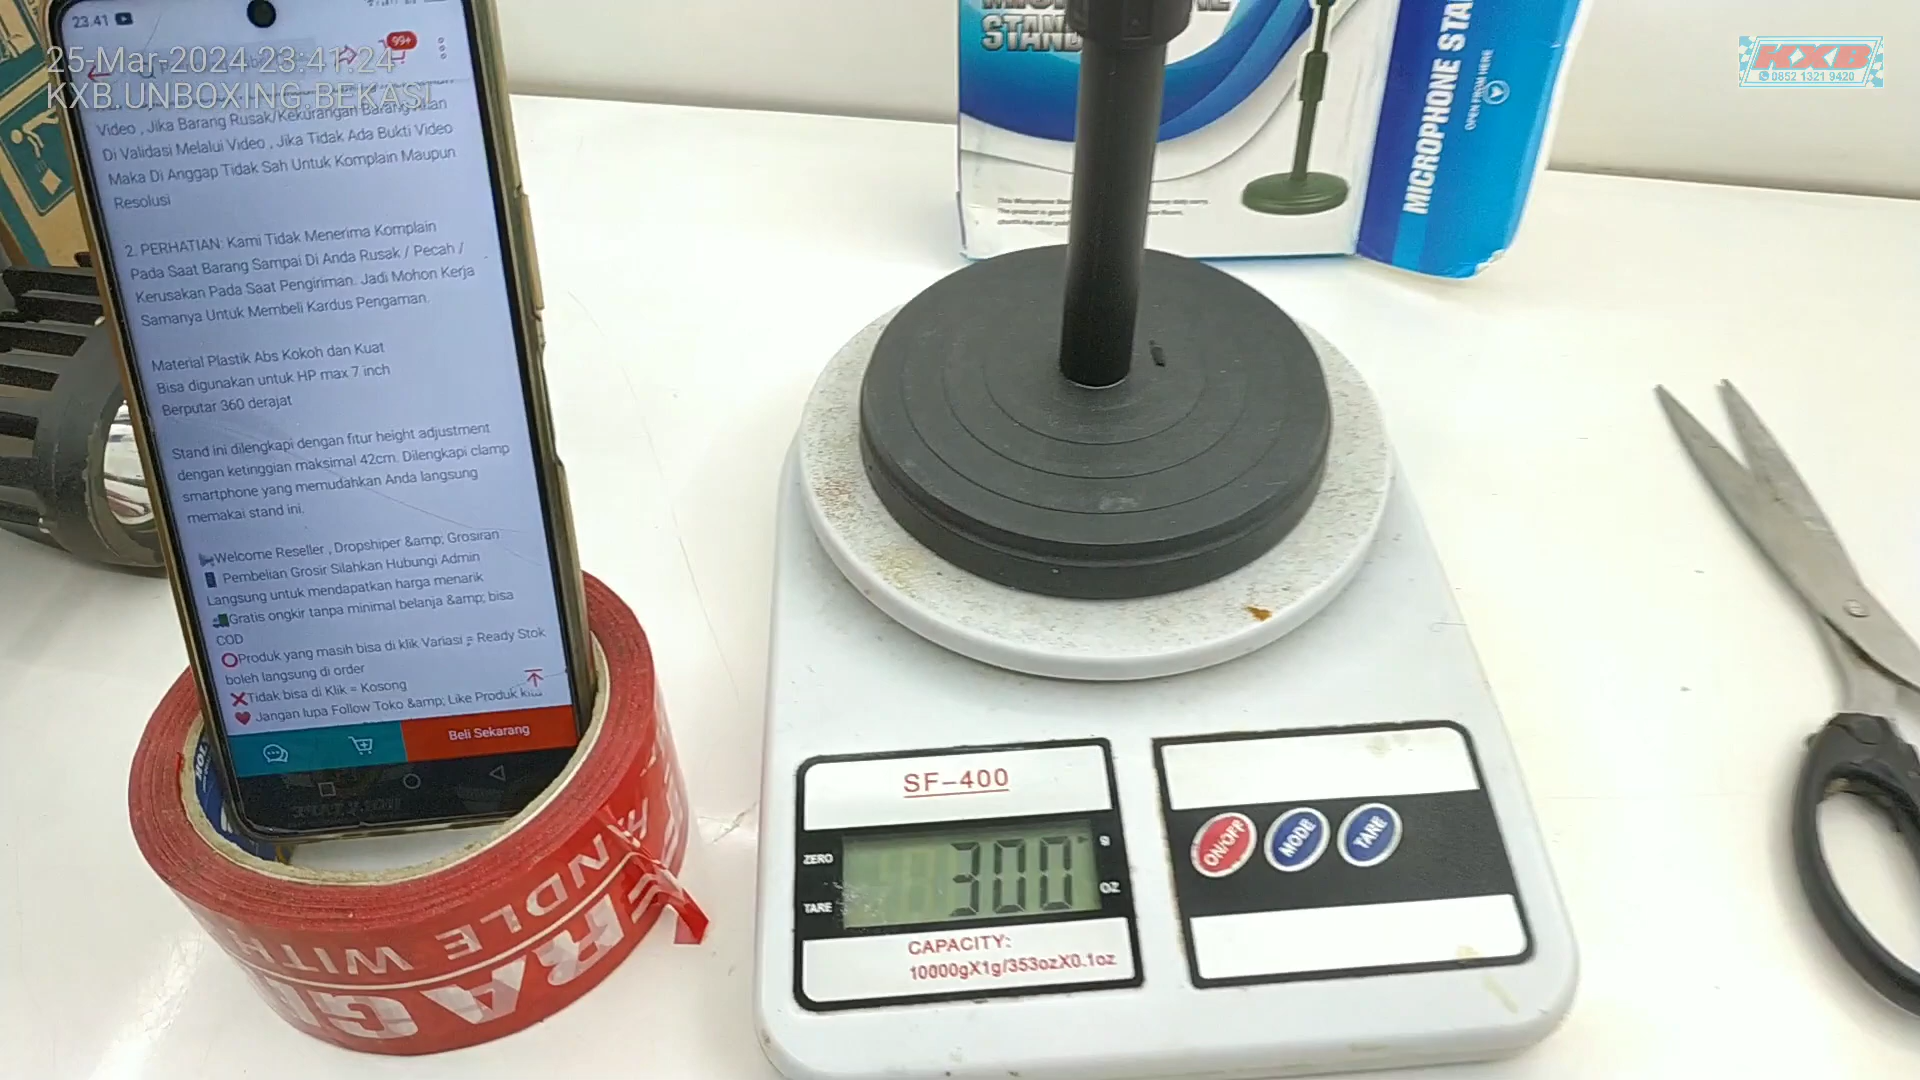 23.41
25-Mar-2024 23:41:24
KXB UNBOXING BEKASI
99+
Video , Jika Barang Rusak/Kekurangan Barang Akan
Di Validasi Melalui Video , Jika Tidak Ada Bukti Video
Maka Di Anggap Tidak Sah Untuk Komplain Maupun
Resolusi
2. PERHATIAN: Kami Tidak Menerima Komplain
Pada Saat Barang Sampai Di Anda Rusak / Pecah /
Kerusakan Pada Saat Pengiriman. Jadi Mohon Kerja
Samanya Untuk Membeli Kardus Pengaman.
Material Plastik Abs Kokoh dan Kuat
Bisa digunakan untuk HP max 7 inch
Berputar 360 derajat
Stand ini dilengkapi dengan fitur height adjustment
dengan ketinggian maksimal 42cm. Dilengkapi clamp
smartphone yang memudahkan Anda langsung
memakai stand ini.
Welcome Reseller , Dropshiper &amp; Grosiran
Pembelian Grosir Silahkan Hubungi Admin
Langsung untuk mendapatkan harga menarik
Gratis ongkir tanpa minimal belanja &amp; bisa
COD
Produk yang masih bisa di klik Variasi = Ready Stok
boleh langsung di order
Tidak bisa di Klik = Kosong
Jangan lupa Follow Toko &amp; Like Produk
Beli Sekarang
STAND
MICROPHONE STA
OPEN FROM HERE
KXB
0852 1321 9420
SF-400
ZERO
TARE
300
g
OZ
CAPACITY:
10000gX1g/353ozX0.1oz
ON/OFF
MODE
TARE
FRAGI
ANDLE WITH